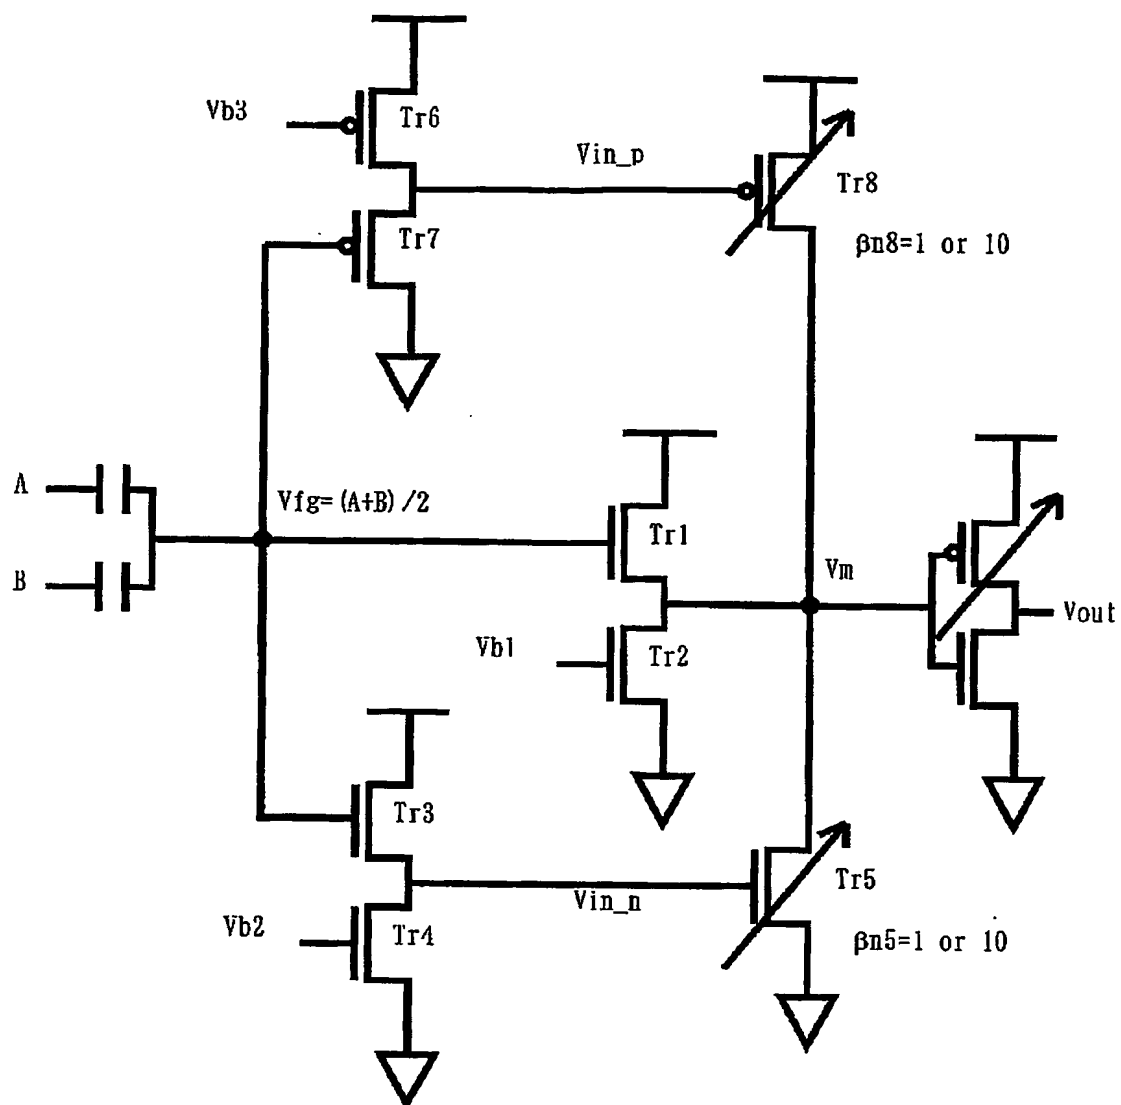 Vb3
Tr6
Vin_p
Tr8
Tr7
βn8=1 or 10
A
Vfg=(A+B)/2
Tr1
B
Vm
Vout
Vb1
Tr2
Tr3
Tr5
Vin_n
Vb2
Tr4
βn5=1 or 10